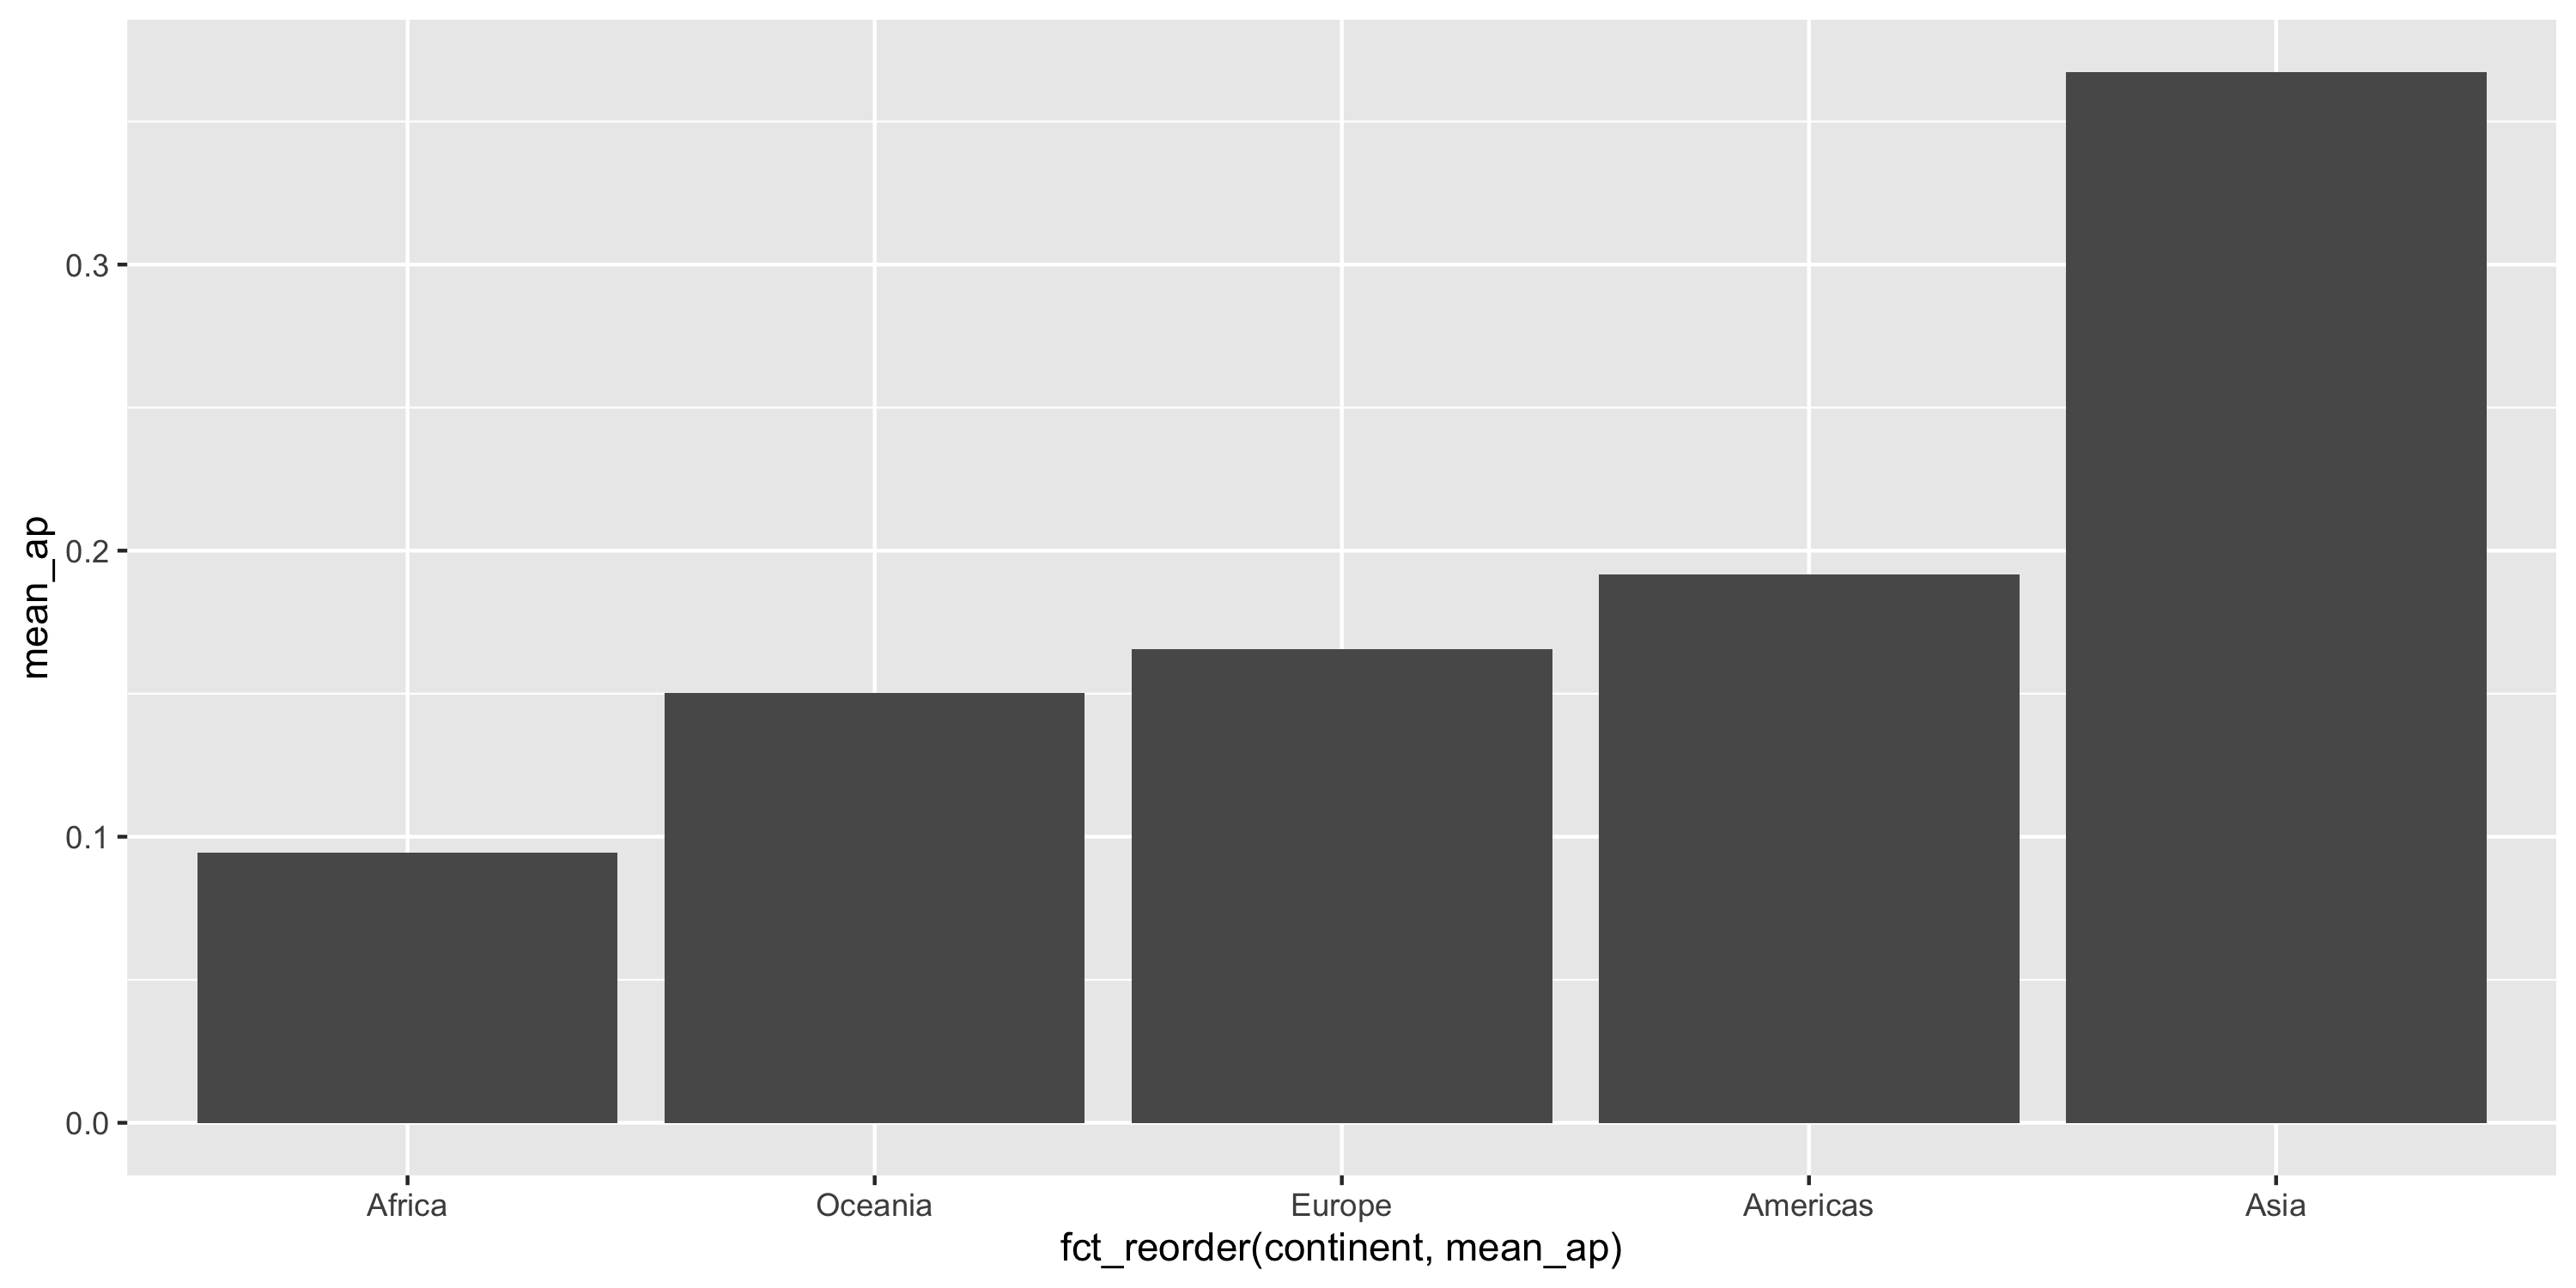 mean_ap
0.3
0.2
0.1
0.0
Africa
Oceania
Europe
Americas
Asia
fct_reorder(continent, mean_ap)